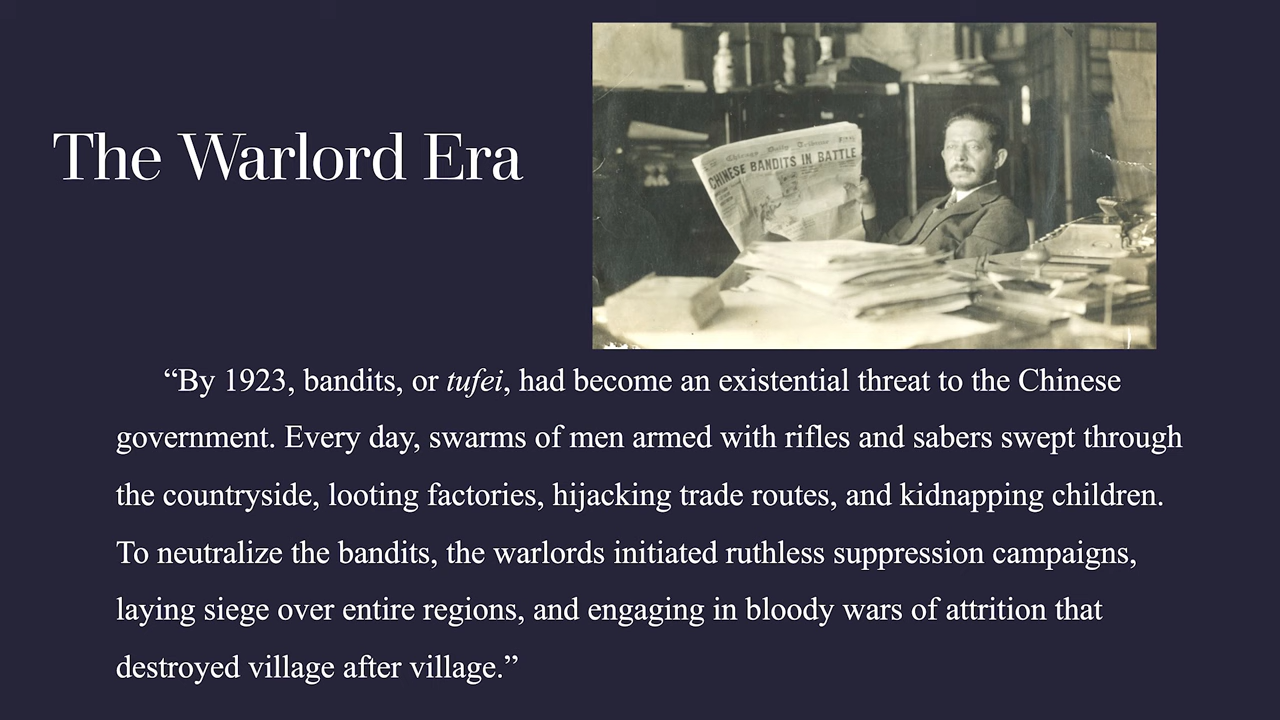 The Warlord Era
Chicago Daily Tribune
CHINESE BANDITS IN BATTLE
“By 1923, bandits, or tufei, had become an existential threat to the Chinese
government. Every day, swarms of men armed with rifles and sabers swept through
the countryside, looting factories, hijacking trade routes, and kidnapping children.
To neutralize the bandits, the warlords initiated ruthless suppression campaigns,
laying siege over entire regions, and engaging in bloody wars of attrition that
destroyed village after village.”